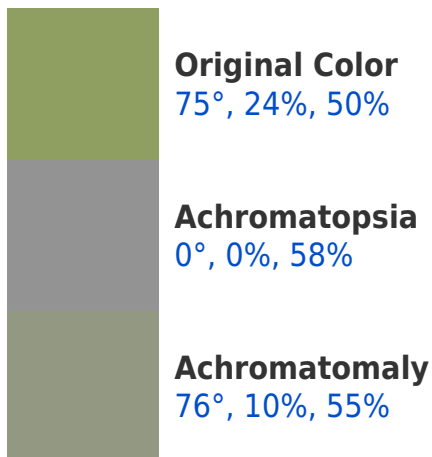 Original Color
75°, 24%, 50%
Achromatopsia
0°, 0%, 58%
Achromatomaly
76°, 10%, 55%